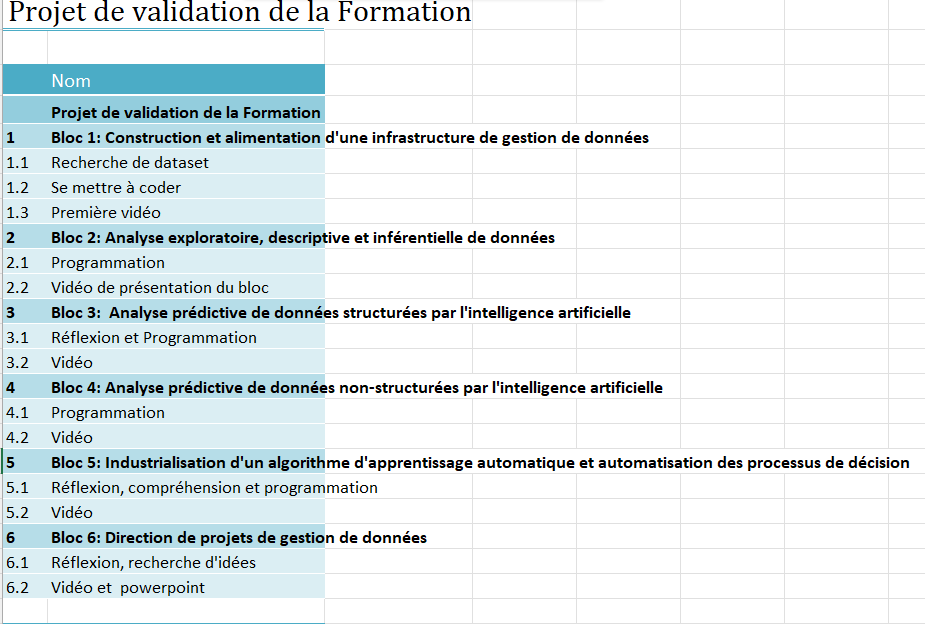 Projet de validation de la Formation
Nom
Projet de validation de la Formation
1 Bloc 1: Construction et alimentation d'une infrastructure de gestion de données
1.1 Recherche de dataset
1.2 Se mettre à coder
1.3 Première vidéo
2 Bloc 2: Analyse exploratoire, descriptive et inférentielle de données
2.1 Programmation
2.2 Vidéo de présentation du bloc
3 Bloc 3:  Analyse prédictive de données structurées par l'intelligence artificielle
3.1 Réflexion et Programmation
3.2 Vidéo
4 Bloc 4: Analyse prédictive de données non-structurées par l'intelligence artificielle
4.1 Programmation
4.2 Vidéo
5 Bloc 5: Industrialisation d'un algorithme d'apprentissage automatique et automatisation des processus de décision
5.1 Réflexion, compréhension et programmation
5.2 Vidéo
6 Bloc 6: Direction de projets de gestion de données
6.1 Réflexion, recherche d'idées
6.2 Vidéo et  powerpoint